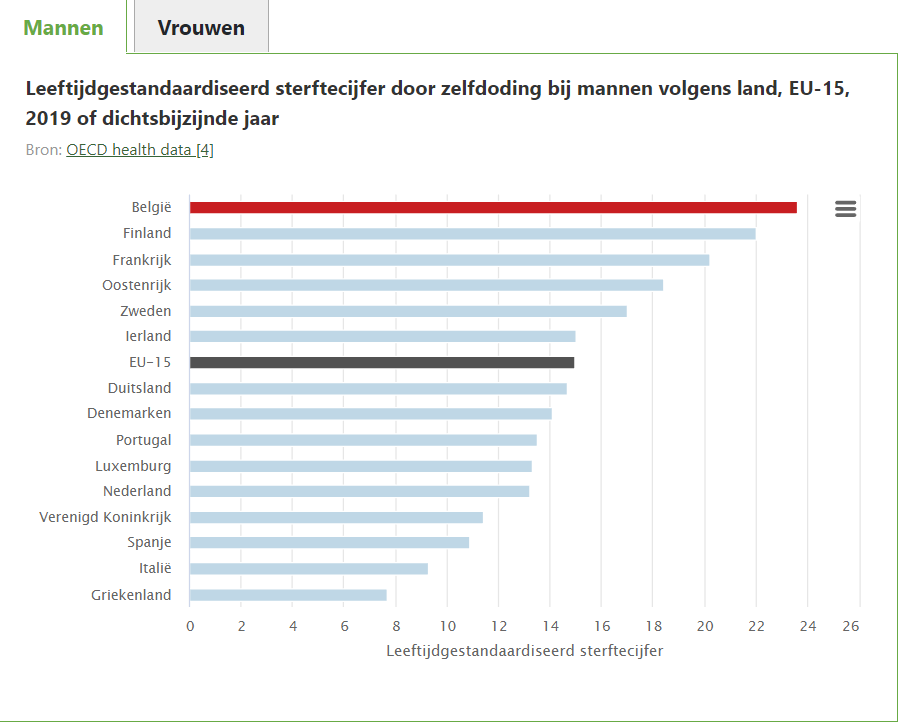 Mannen
Vrouwen
Leeftijdgestandaardiseerd sterftecijfer door zelfdoding bij mannen volgens land, EU-15,
2019 of dichtsbijzijnde jaar
Bron: OECD health data [4]
België
Finland
Frankrijk
Oostenrijk
Zweden
Ierland
EU-15
Duitsland
Denemarken
Portugal
Luxemburg
Nederland
Verenigd Koninkrijk
Spanje
Italië
Griekenland
0 2 4 6 8 10 12 14 16 18 20 22 24 26
Leeftijdgestandaardiseerd sterftecijfer